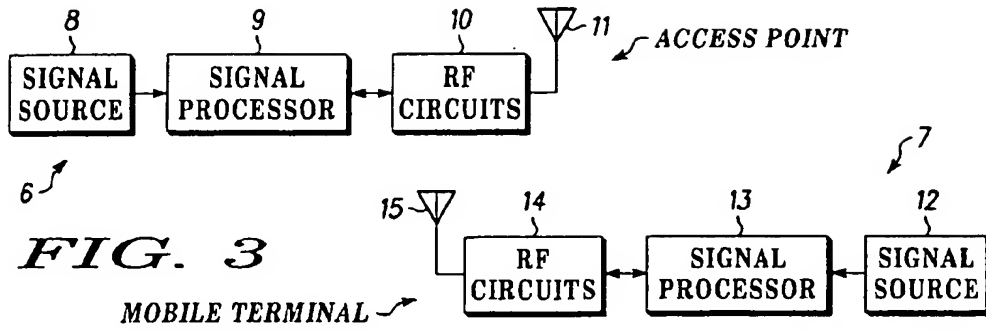 8
9
10
11
ACCESS POINT
SIGNAL
SOURCE
SIGNAL
PROCESSOR
RF
CIRCUITS
6
7
15
14
13
12
RF
CIRCUITS
SIGNAL
PROCESSOR
SIGNAL
SOURCE
FIG. 3
MOBILE TERMINAL